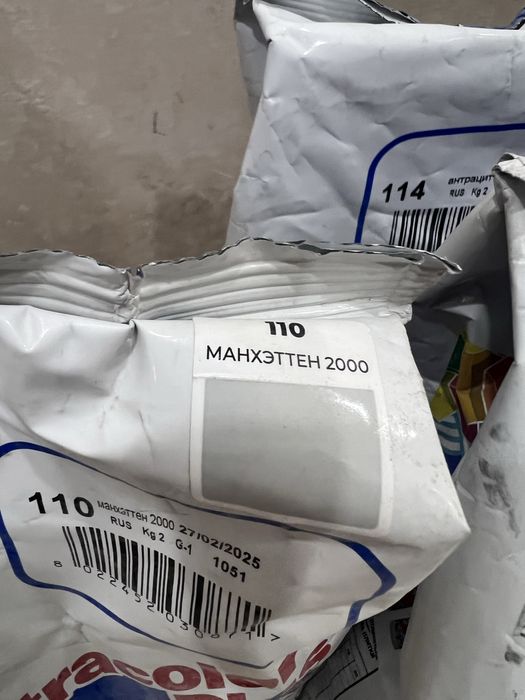 114 антрацит
RUS Kg 2
110
МАНХЭТТЕН 2000
110 манхэттен 2000 27/02/2025
RUS Kg 2 G-1 1051